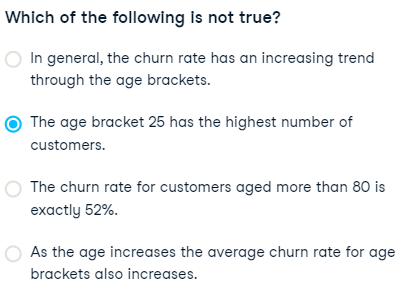 Which of the following is not true?
In general, the churn rate has an increasing trend
through the age brackets.
The age bracket 25 has the highest number of
customers.
The churn rate for customers aged more than 80 is
exactly 52%.
As the age increases the average churn rate for age
brackets also increases.